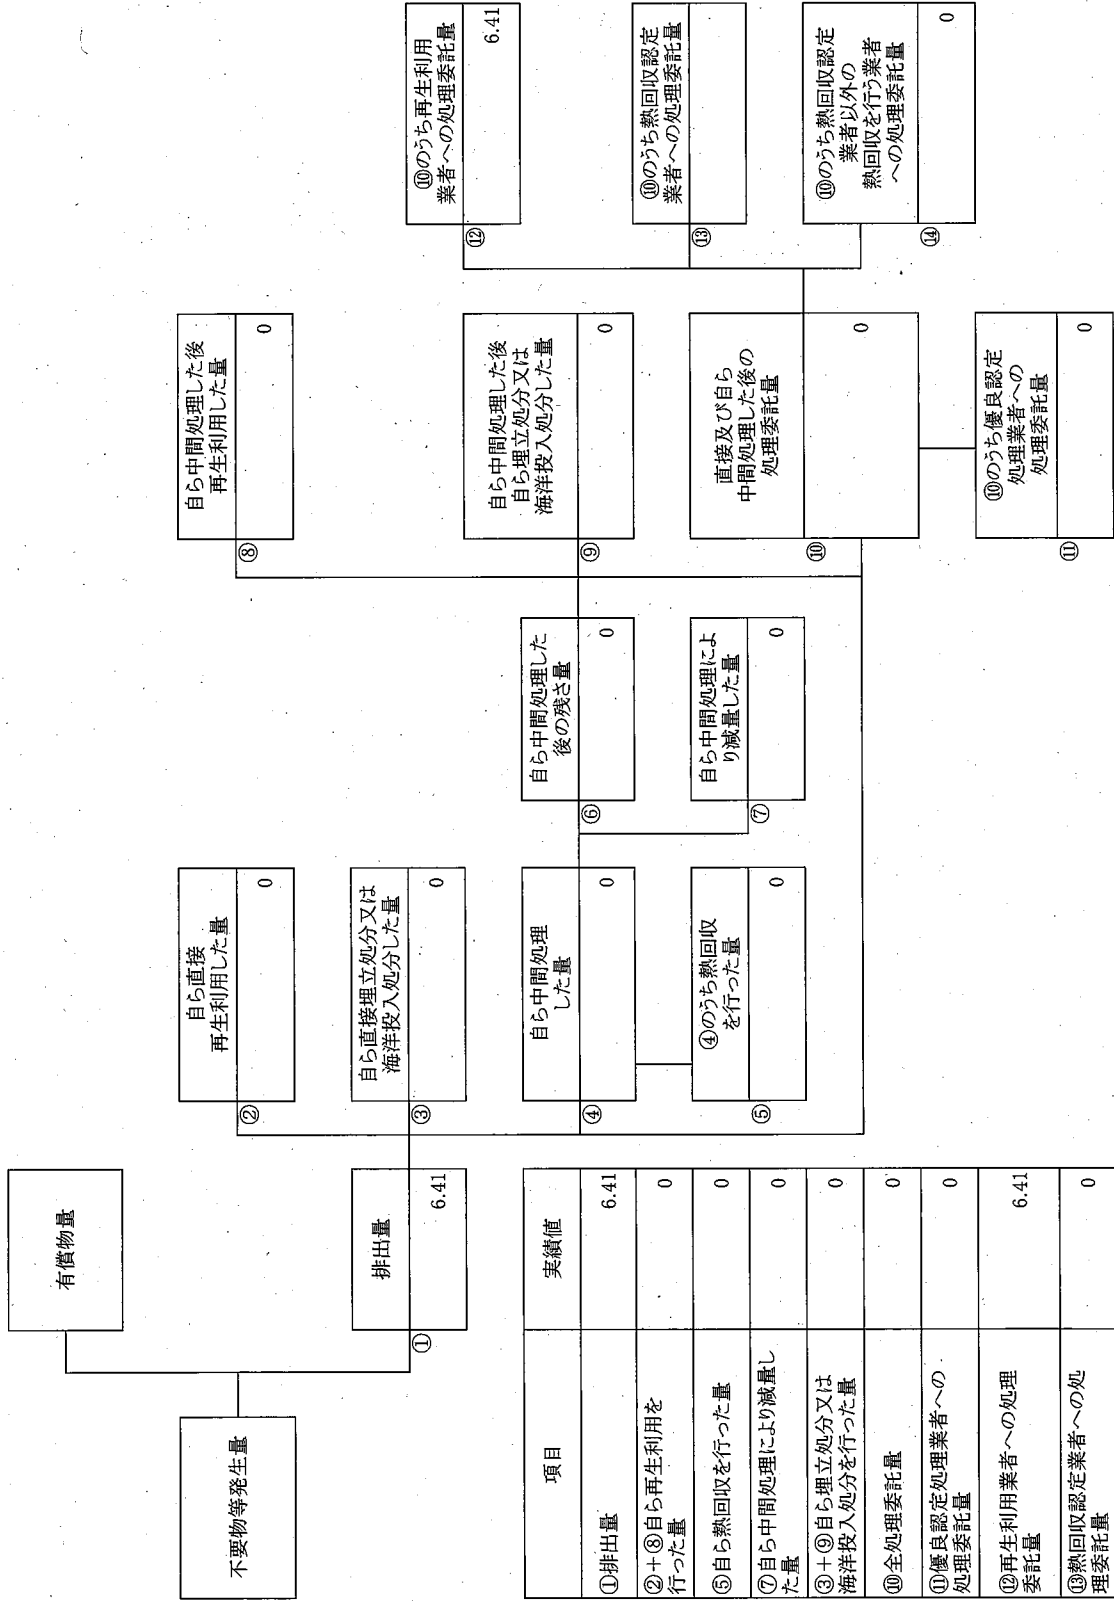 不要物等発生量
有償物量
排出量
①
6.41
自ら直接
再生利用した量
②
0
自ら直接埋立処分又は
海洋投入処分した量
③
0
自ら中間処理
した量
④
0
④のうち熱回収
を行った量
⑤
0
自ら中間処理した
後の残さ量
⑥
0
自ら中間処理によ
り減量した量
⑦
0
自ら中間処理した後
再生利用した量
⑧
0
自ら中間処理した後
自ら埋立処分又は
海洋投入処分した量
⑨
0
直接及び自ら
中間処理した後の
処理委託量
⑩
0
⑩のうち優良認定
処理業者への
処理委託量
⑪
0
⑩のうち再生利用
業者への処理委託量
⑫
6.41
⑩のうち熱回収認定
業者への処理委託量
⑬
⑩のうち熱回収認定
業者以外の
熱回収を行う業者
への処理委託量
⑭
0
項目 実績値
①排出量 6.41
②+⑧自ら再生利用を
行った量 0
⑤自ら熱回収を行った量 0
⑦自ら中間処理により減量し
た量 0
③+⑨自ら埋立処分又は
海洋投入処分を行った量 0
⑩全処理委託量 0
⑪優良認定処理業者への
処理委託量 0
⑫再生利用業者への処理
委託量 6.41
⑬熱回収認定業者への処
理委託量 0